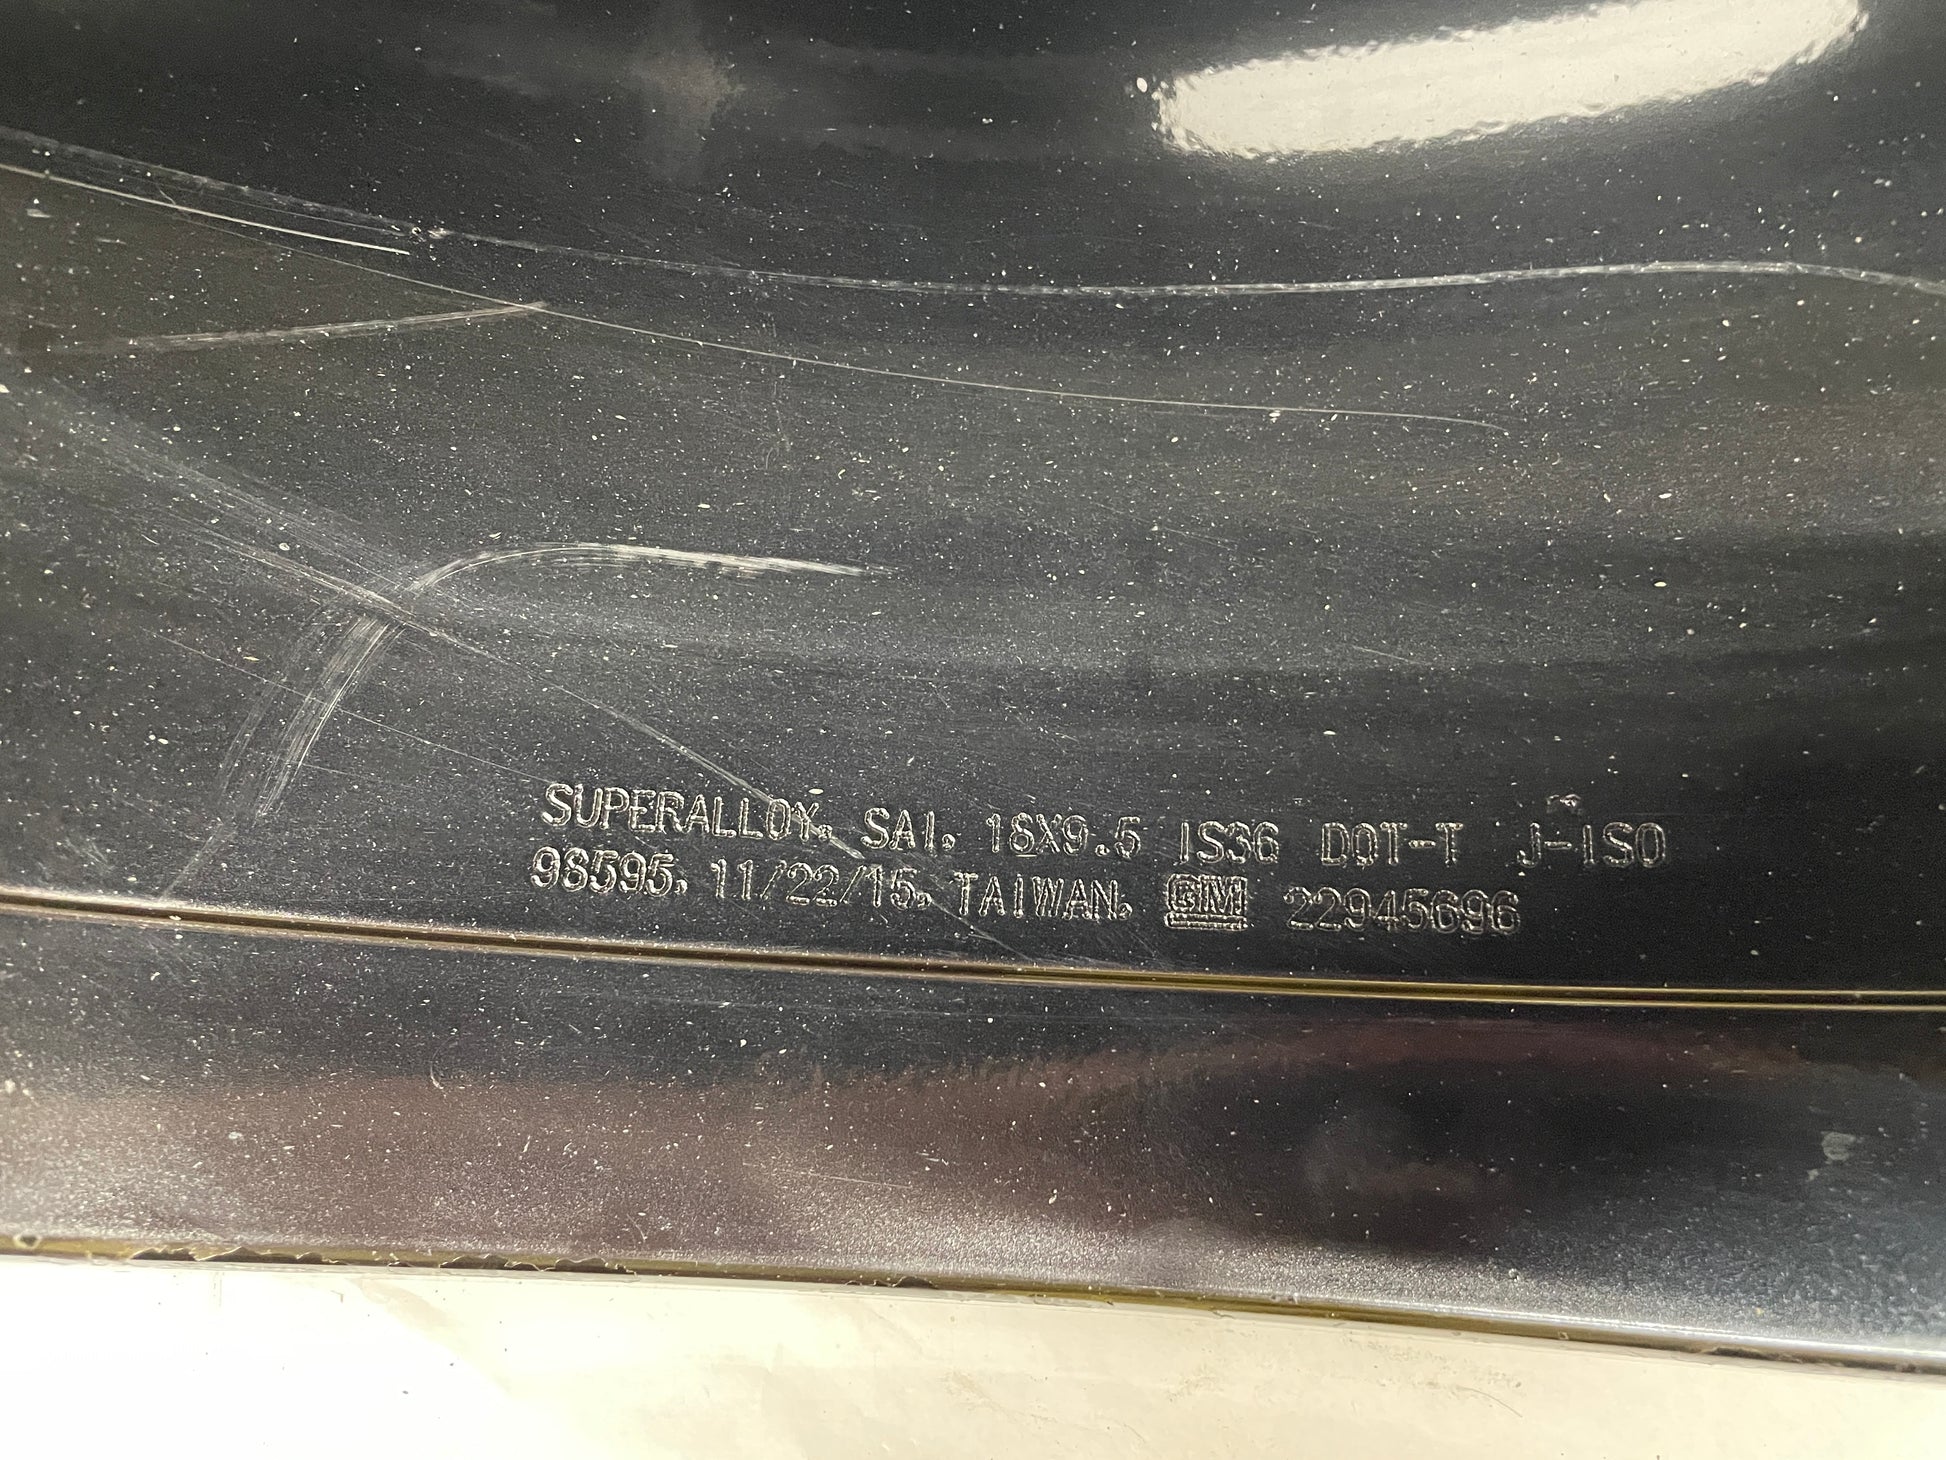 SUPERALLOY, SAI, 18X9.5 IS36 DOT-T J-ISO
98595, 11/22/15, TAIWAN, GM 22945696